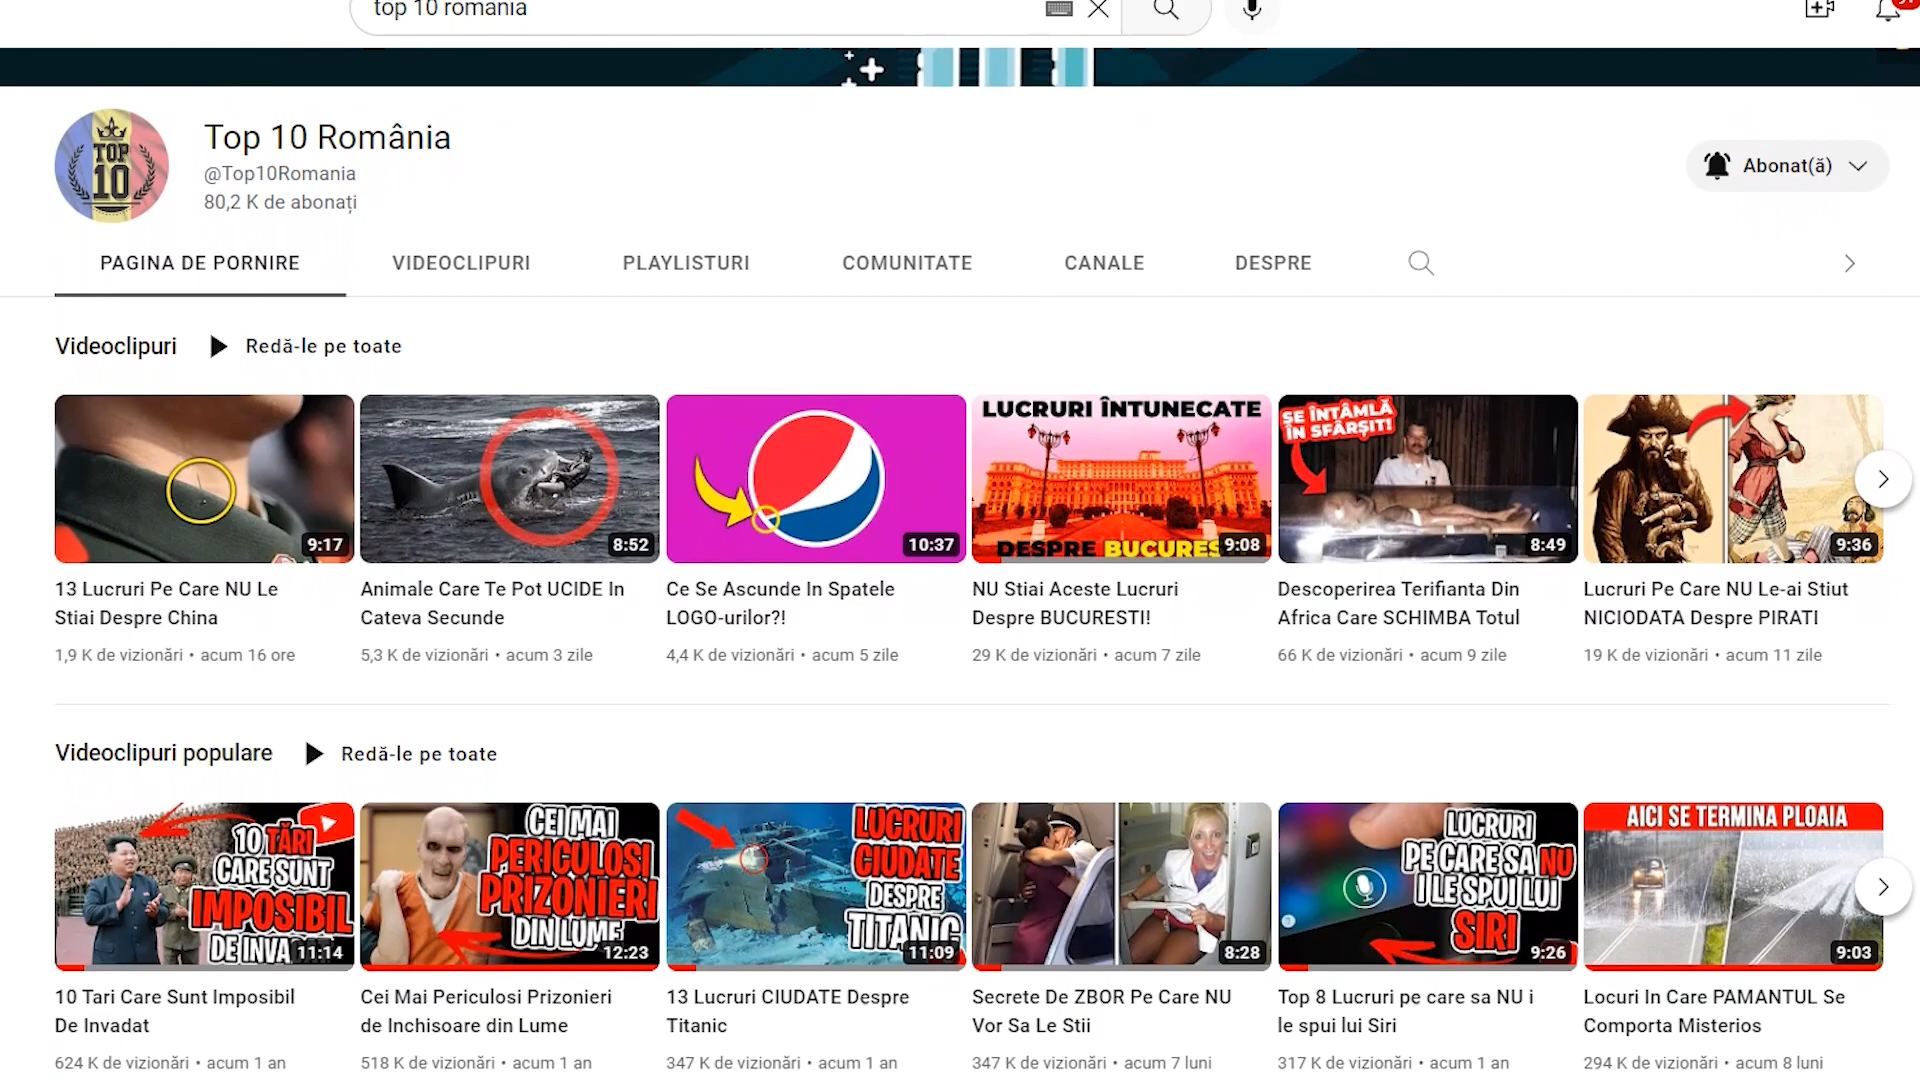 top 10 romania
Top 10 România
@Top10Romania
80,2 K de abonați
TOP
10
Abonat(ă)
PAGINA DE PORNIRE VIDEOCLIPURI PLAYLISTURI COMUNITATE CANALE DESPRE
Videoclipuri Redă-le pe toate
9:17
8:52
10:37
LUCRURI ÎNTUNECATE
DESPRE BUCUREȘ
9:08
SE ÎNTÂMLĂ
ÎN SFÂRȘIT!
8:49
9:36
13 Lucruri Pe Care NU Le
Stiai Despre China
1,9 K de vizionări • acum 16 ore
Animale Care Te Pot UCIDE In
Cateva Secunde
5,3 K de vizionări • acum 3 zile
Ce Se Ascunde In Spatele
LOGO-urilor?!
4,4 K de vizionări • acum 5 zile
NU Stiai Aceste Lucruri
Despre BUCURESTI!
29 K de vizionări • acum 7 zile
Descoperirea Terifianta Din
Africa Care SCHIMBA Totul
66 K de vizionări • acum 9 zile
Lucruri Pe Care NU Le-ai Stiut
NICIODATA Despre PIRATI
19 K de vizionări • acum 11 zile
Videoclipuri populare Redă-le pe toate
10 TĂRI
CARE SUNT
IMPOSIBIL
DE INVA
11:14
CEI MAI
PERICULOSI
PRIZONIERI
DIN LUME
12:23
LUCRURI
CIUDATE
DESPRE
TITANIC
11:09
8:28
LUCRURI
PE CARE SA NU
I LE SPUI LUI
SIRI
9:26
AICI SE TERMINA PLOAIA
9:03
10 Tari Care Sunt Imposibil
De Invadat
624 K de vizionări • acum 1 an
Cei Mai Periculosi Prizonieri
de Inchisoare din Lume
518 K de vizionări • acum 1 an
13 Lucruri CIUDATE Despre
Titanic
347 K de vizionări • acum 1 an
Secrete De ZBOR Pe Care NU
Vor Sa Le Stii
347 K de vizionări • acum 7 luni
Top 8 Lucruri pe care sa NU i
le spui lui Siri
317 K de vizionări • acum 1 an
Locuri In Care PAMANTUL Se
Comporta Misterios
294 K de vizionări • acum 8 luni